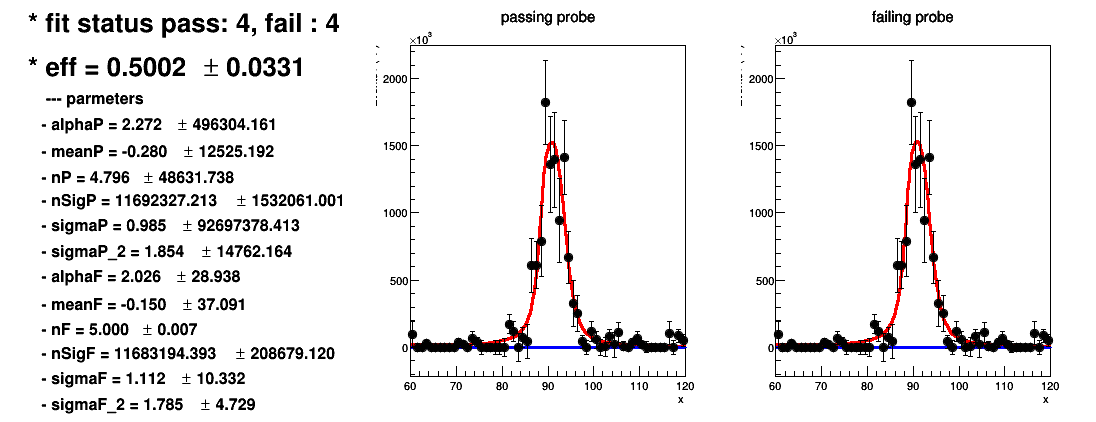 * fit status pass: 4, fail : 4
* eff = 0.5002 ± 0.0331
--- parmeters
- alphaP = 2.272 ± 496304.161
- meanP = -0.280 ± 12525.192
- nP = 4.796 ± 48631.738
- nSigP = 11692327.213 ± 1532061.001
- sigmaP = 0.985 ± 92697378.413
- sigmaP_2 = 1.854 ± 14762.164
- alphaF = 2.026 ± 28.938
- meanF = -0.150 ± 37.091
- nF = 5.000 ± 0.007
- nSigF = 11683194.393 ± 208679.120
- sigmaF = 1.112 ± 10.332
- sigmaF_2 = 1.785 ± 4.729
passing probe
×10³
2000
1500
1000
500
0
60 70 80 90 100 110 120
x
failing probe
×10³
2000
1500
1000
500
0
60 70 80 90 100 110 120
x